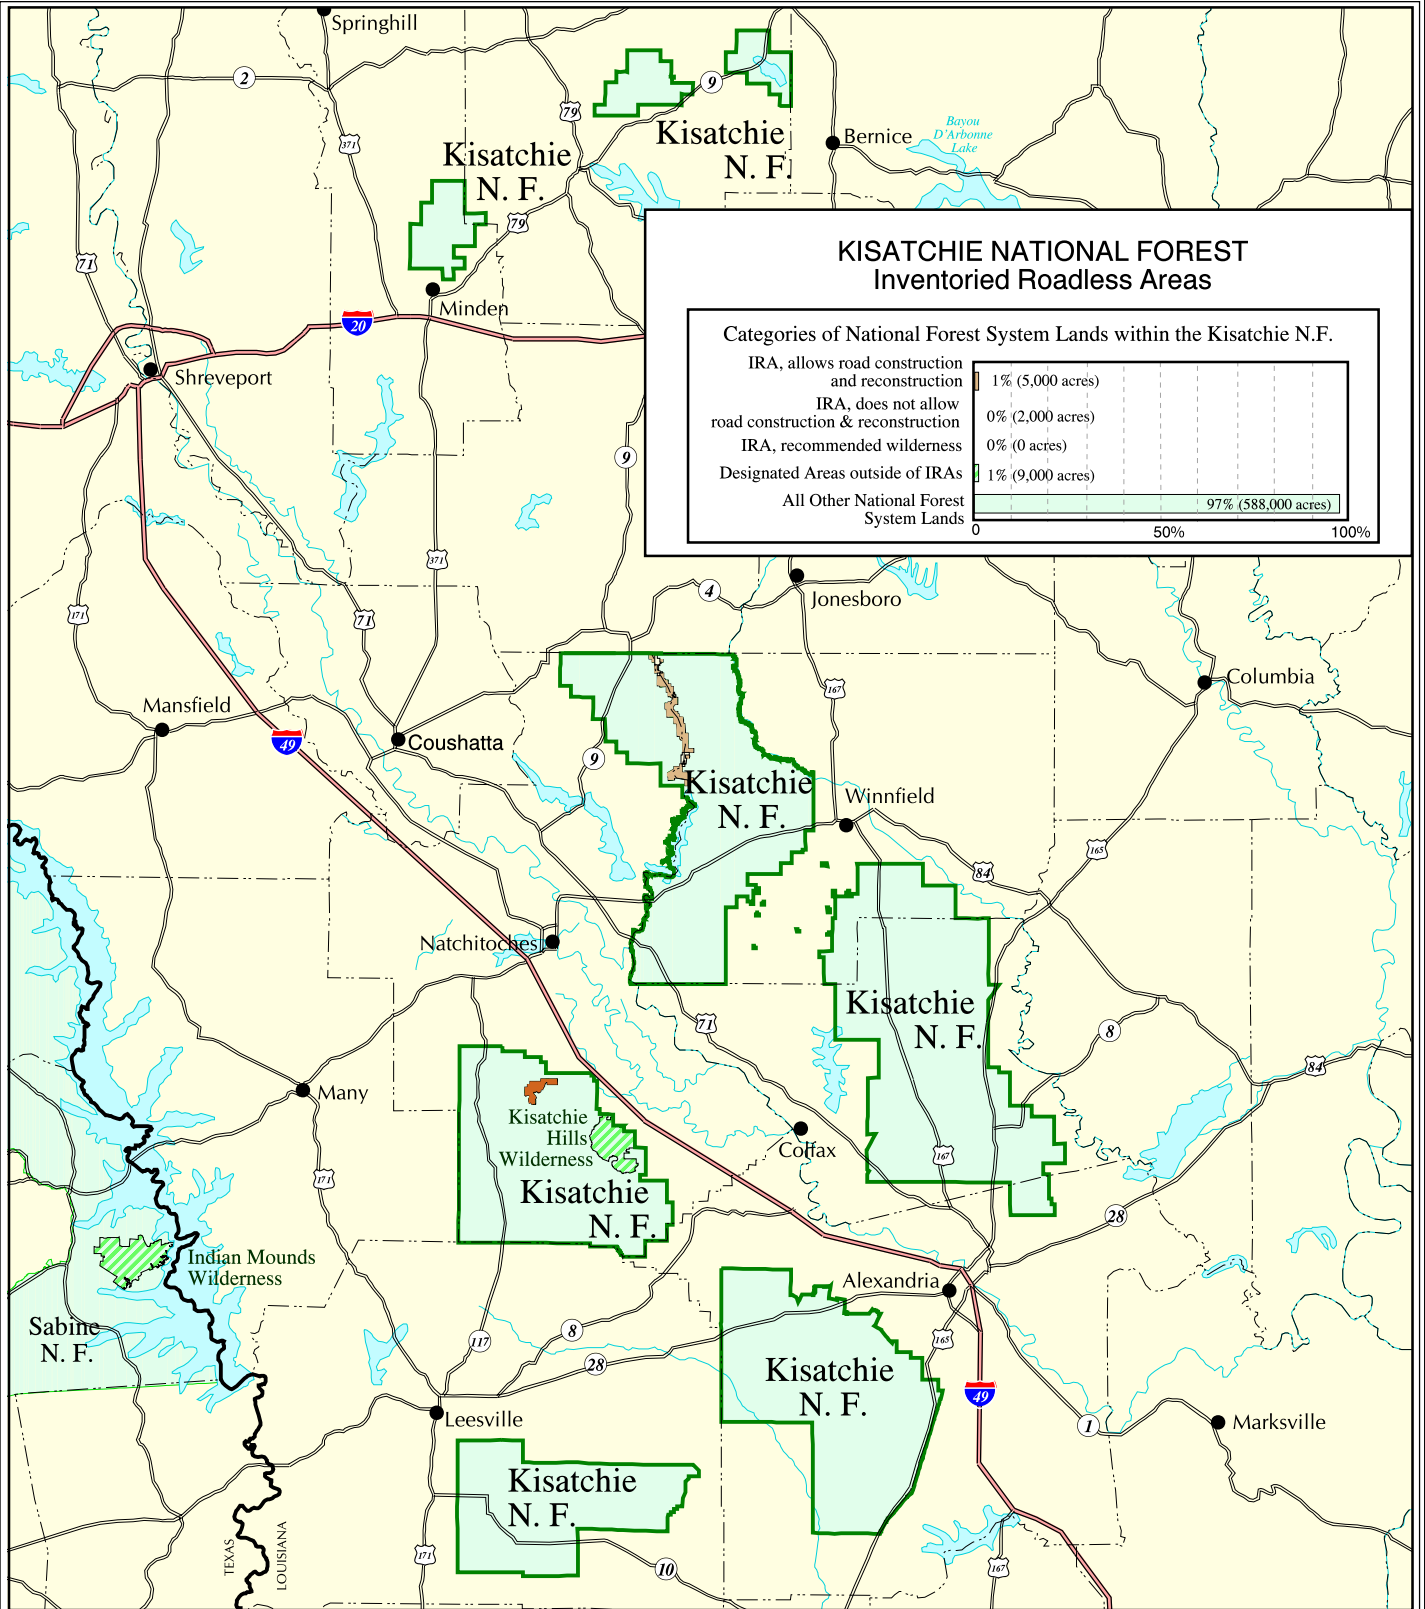 Springhill
2
9
79
371
Bernice
Bayou
D'Arbonne
Lake
Kisatchie
N. F.
Kisatchie
N. F.
79
71
Minden
20
Shreveport
KISATCHIE NATIONAL FOREST
Inventoried Roadless Areas
Categories of National Forest System Lands within the Kisatchie N.F.
IRA, allows road construction
and reconstruction
1% (5,000 acres)
IRA, does not allow
road construction & reconstruction
0% (2,000 acres)
IRA, recommended wilderness
0% (0 acres)
Designated Areas outside of IRAs
1% (9,000 acres)
All Other National Forest
System Lands
97% (588,000 acres)
0
50%
100%
9
371
4
Jonesboro
171
71
167
Columbia
Mansfield
49
Coushatta
9
Kisatchie
N. F.
Winnfield
165
84
Natchitoches
Kisatchie
N. F.
71
8
84
Many
Kisatchie
Hills
Wilderness
Colfax
167
171
Kisatchie
N. F.
28
Indian Mounds
Wilderness
Alexandria
Sabine
N. F.
117
8
28
165
Kisatchie
N. F.
49
Leesville
1
Marksville
Kisatchie
N. F.
TEXAS
LOUISIANA
171
10
167